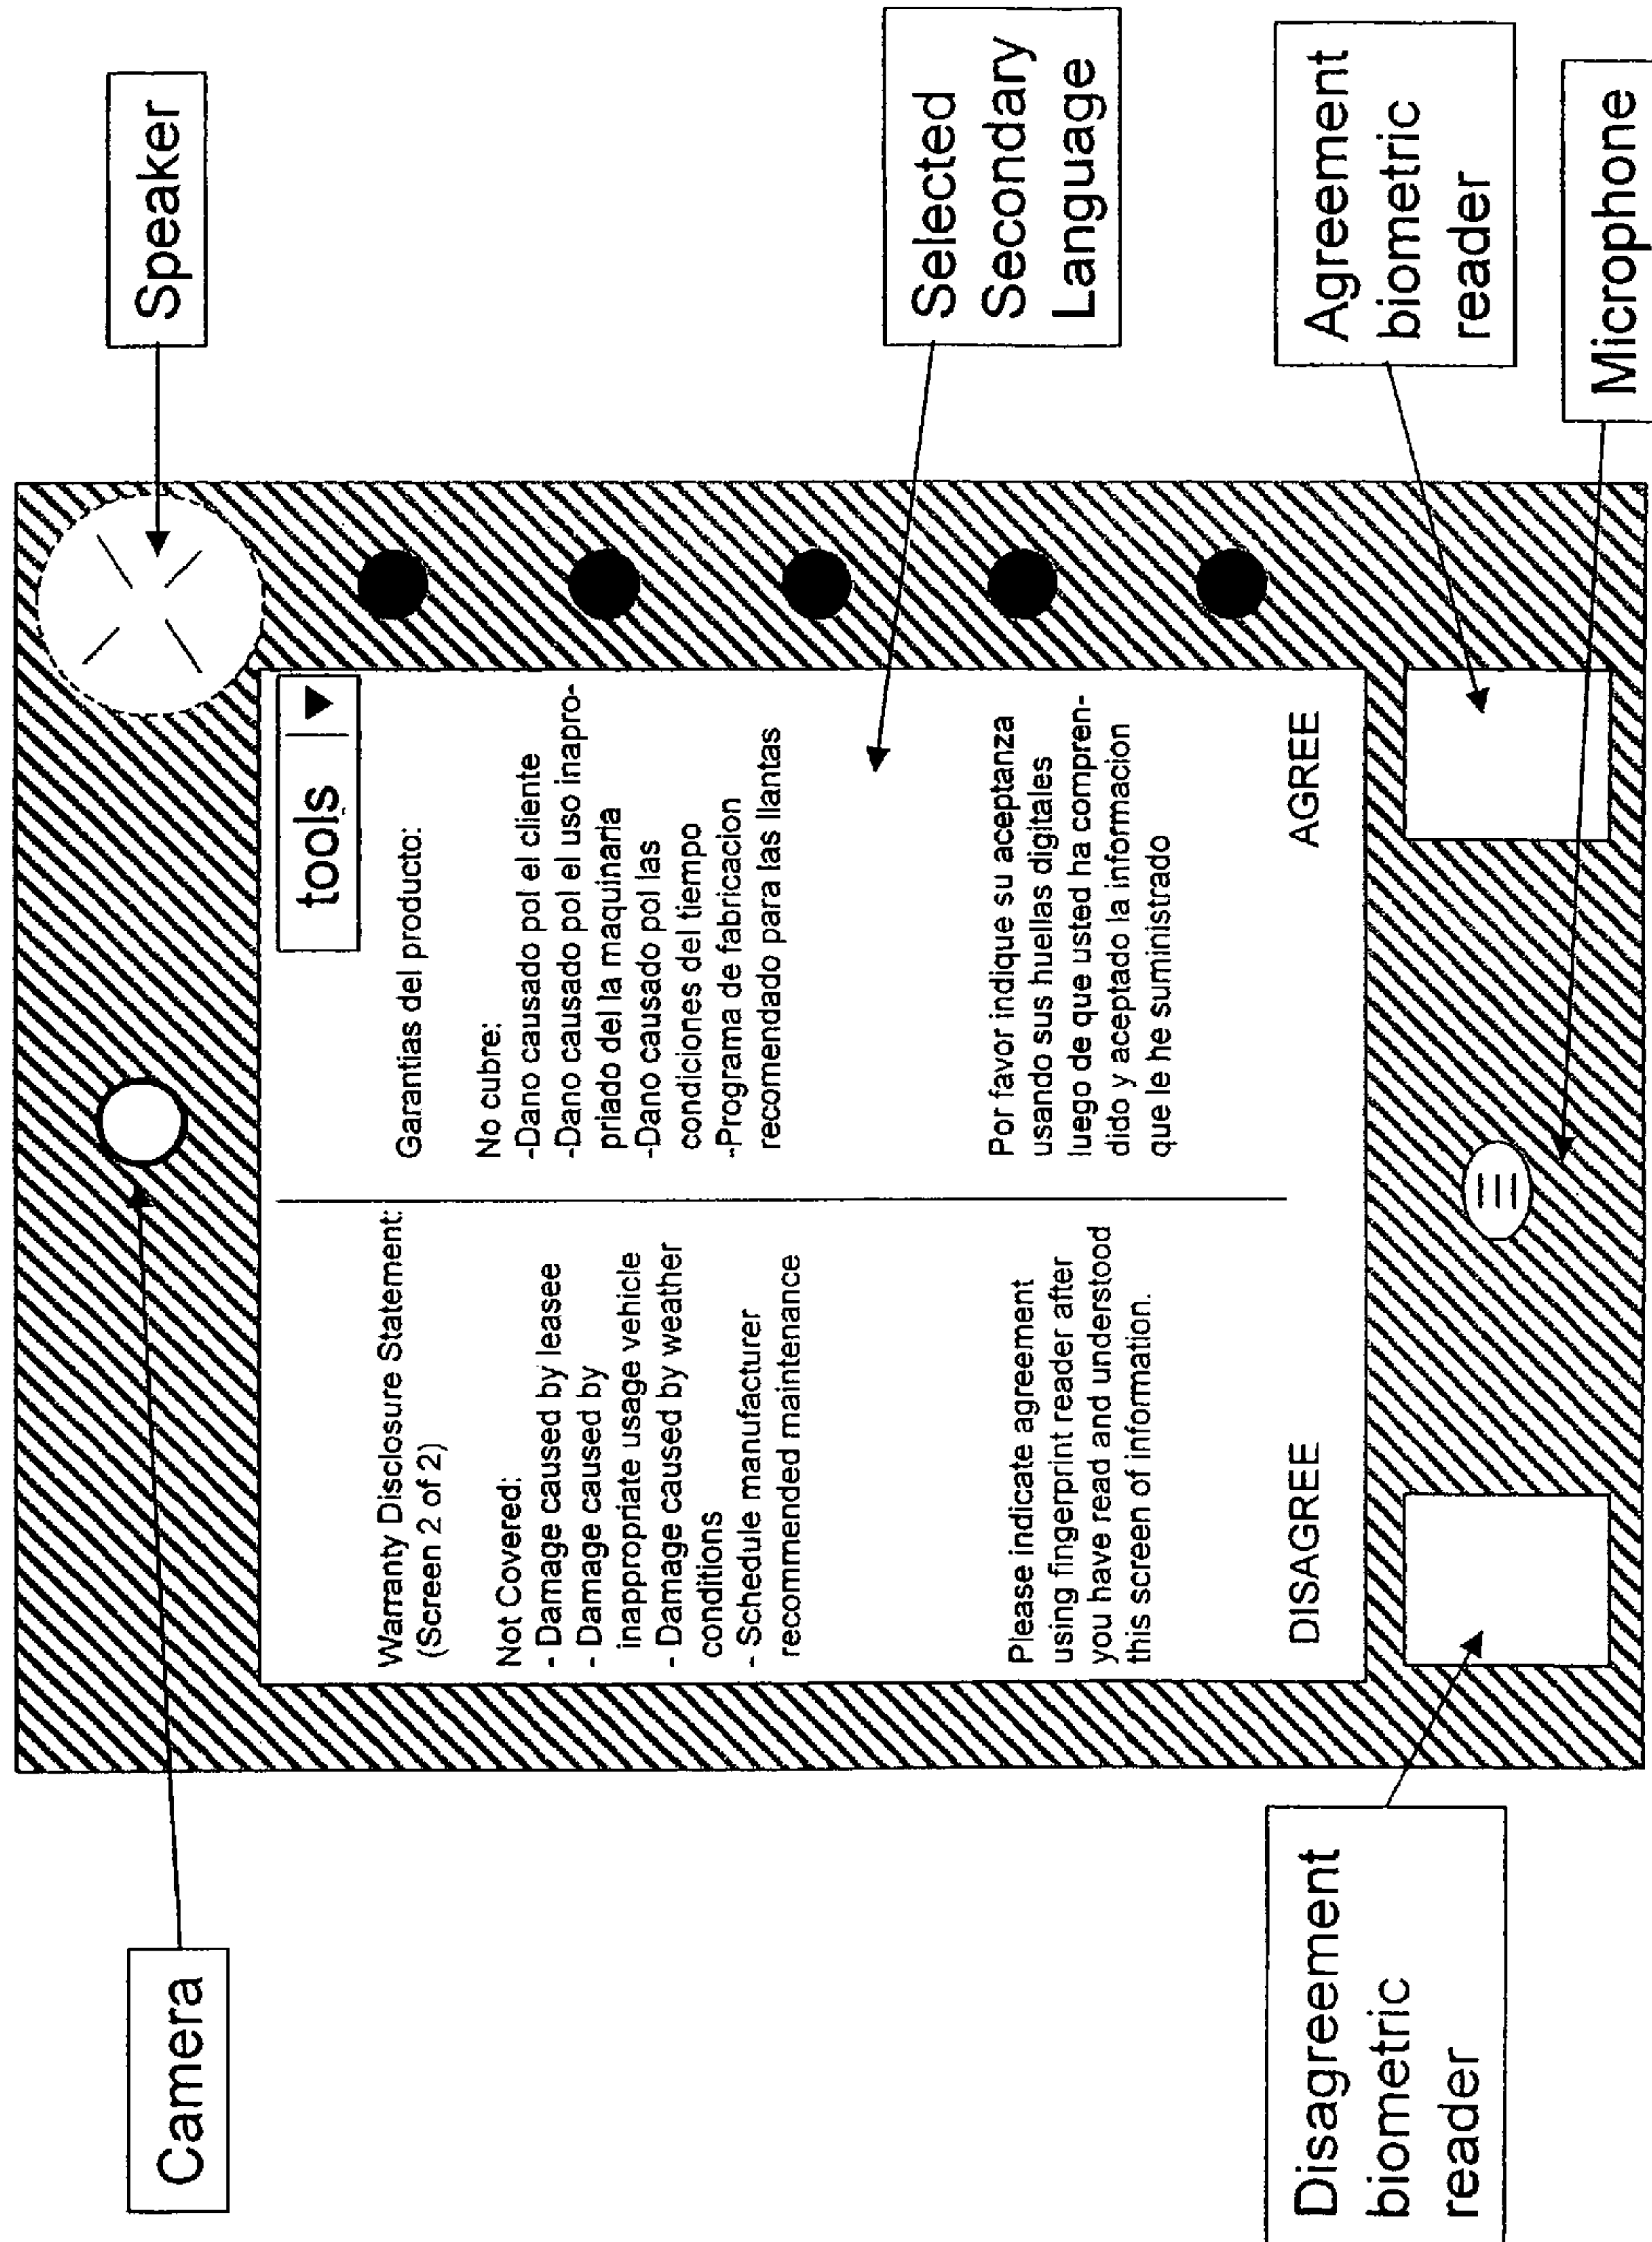 Camera
Speaker
tools
Warranty Disclosure Statement:
(Screen 2 of 2)
Not Covered:
- Damage caused by leasee
- Damage caused by
inappropriate usage vehicle
- Damage caused by weather
conditions
- Schedule manufacturer
recommended maintenance
Please indicate agreement
using fingerprint reader after
you have read and understood
this screen of information.
DISAGREE
Garantias del producto:
No cubre:
-Dano causado pol el cliente
-Dano causado pol el uso inapro-
priado del la maquinaria
-Dano causado pol las
condiciones del tiempo
-Programa de fabricacion
recomendado para las llantas
Por favor indique su aceptanza
usando sus huellas digitales
luego de que usted ha compren-
dido y aceptado la informacion
que le he suministrado
AGREE
Selected
Secondary
Language
Disagreement
biometric
reader
Agreement
biometric
reader
Microphone